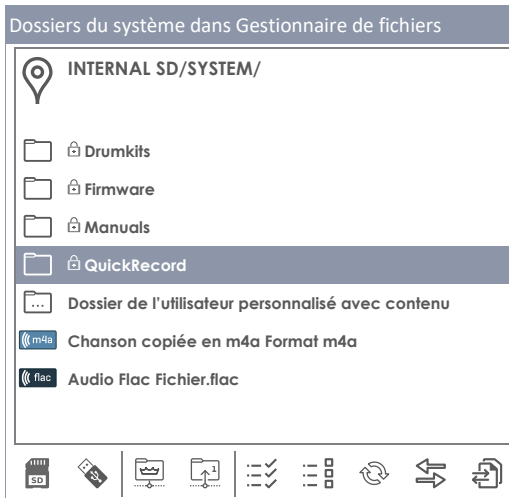 Dossiers du système dans Gestionnaire de fichiers
INTERNAL SD/SYSTEM/
Drumkits
Firmware
Manuals
QuickRecord
... Dossier de l'utilisateur personnalisé avec contenu
m4a Chanson copiée en m4a Format m4a
flac Audio Flac Fichier.flac
SD 1